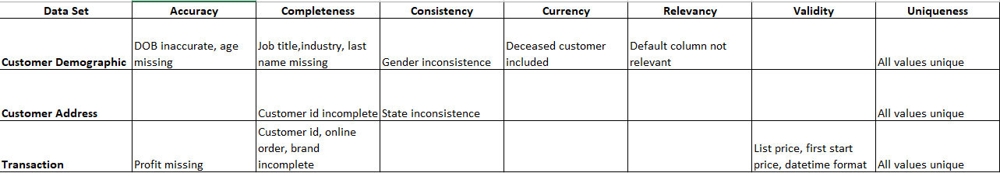 Data Set Accuracy Completeness Consistency Currency Relevancy Validity Uniqueness
DOB inaccurate, age Job title,industry, last Deceased customer Default column not
Customer Demographic missing name missing Gender inconsistence included relevant All values unique
Customer Address Customer id incomplete State inconsistence All values unique
Customer id, online
order, brand List price, first start
Transaction Profit missing incomplete price, datetime format All values unique